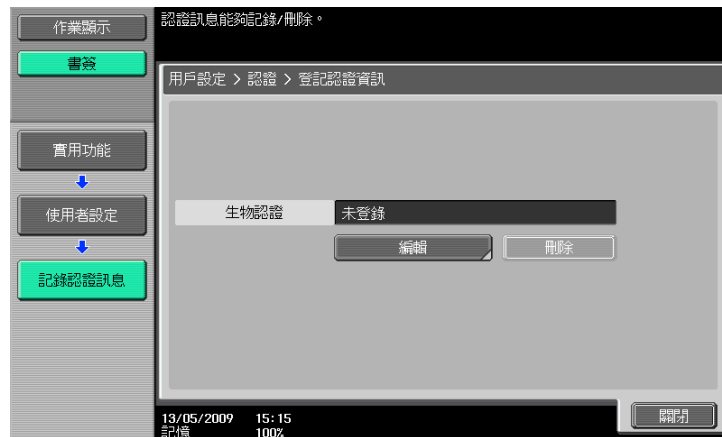 作業顯示
書簽
實用功能
使用者設定
記錄認證訊息
認證訊息能夠記錄/刪除。
用戶設定 > 認證 > 登記認證資訊
生物認證 未登錄
編輯 刪除
13/05/2009 15:15
記憶 100%
關閉